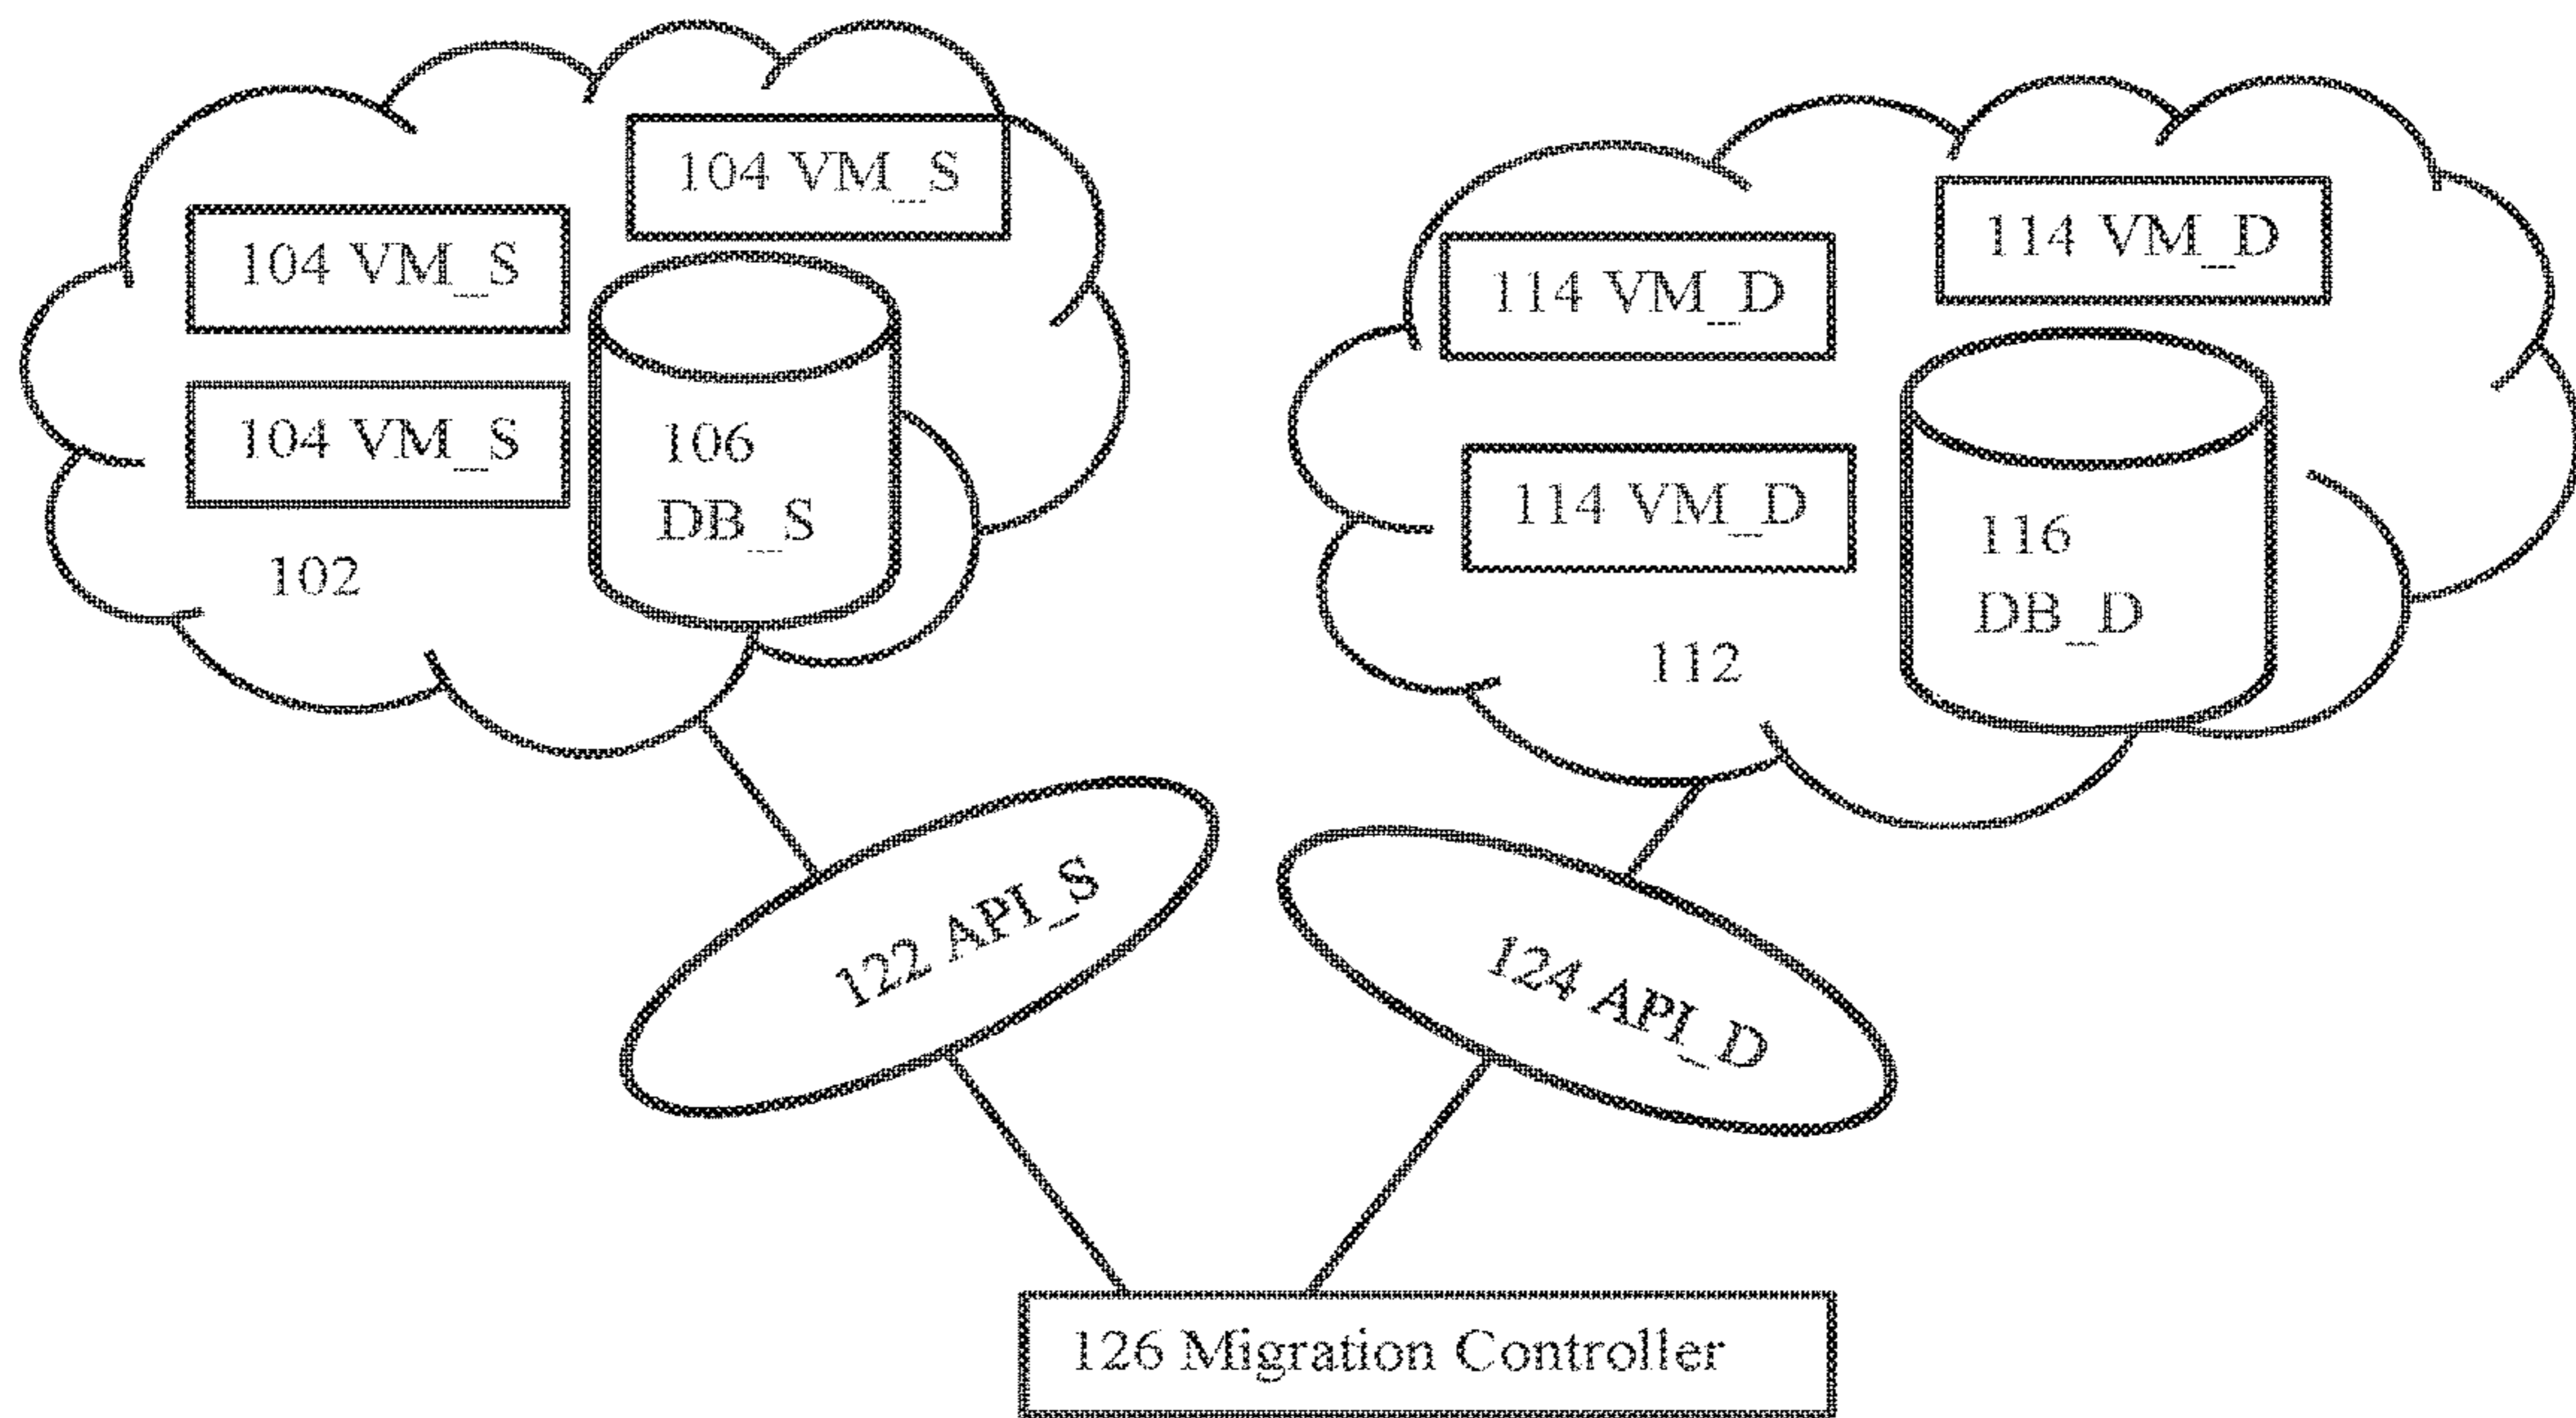 104 VM_S
104 VM_S
104 VM_S
106
DB_S
102
114 VM_D
114 VM_D
114 VM_D
116
DB_D
112
122 API_S
124 API_D
126 Migration Controller